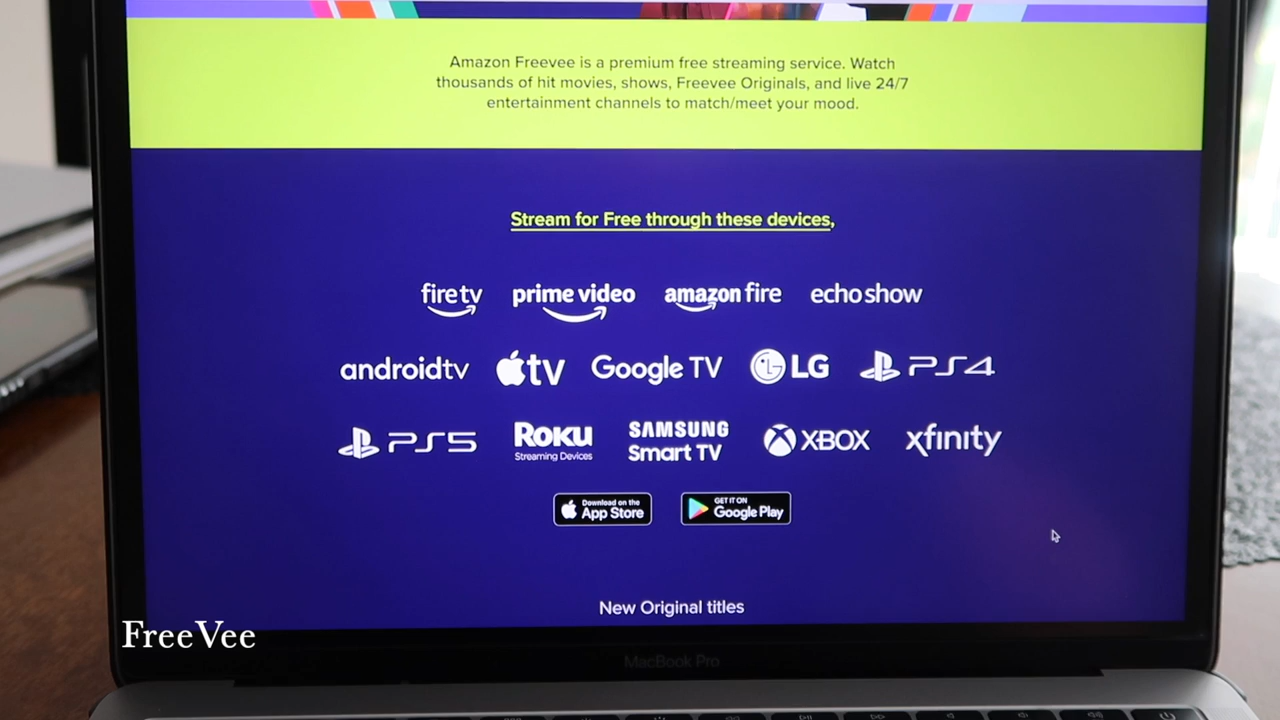 Amazon Freevee is a premium free streaming service. Watch
thousands of hit movies, shows, Freevee Originals, and live 24/7
entertainment channels to match/meet your mood.
Stream for Free through these devices,
firetv prime video amazon fire echo show
androidtv tv Google TV LG PS4
PS5 ROKU SAMSUNG XBOX xfinity
Streaming Devices Smart TV
Download on the GET IT ON
App Store Google Play
New Original titles
FreeVee
MacBook Pro